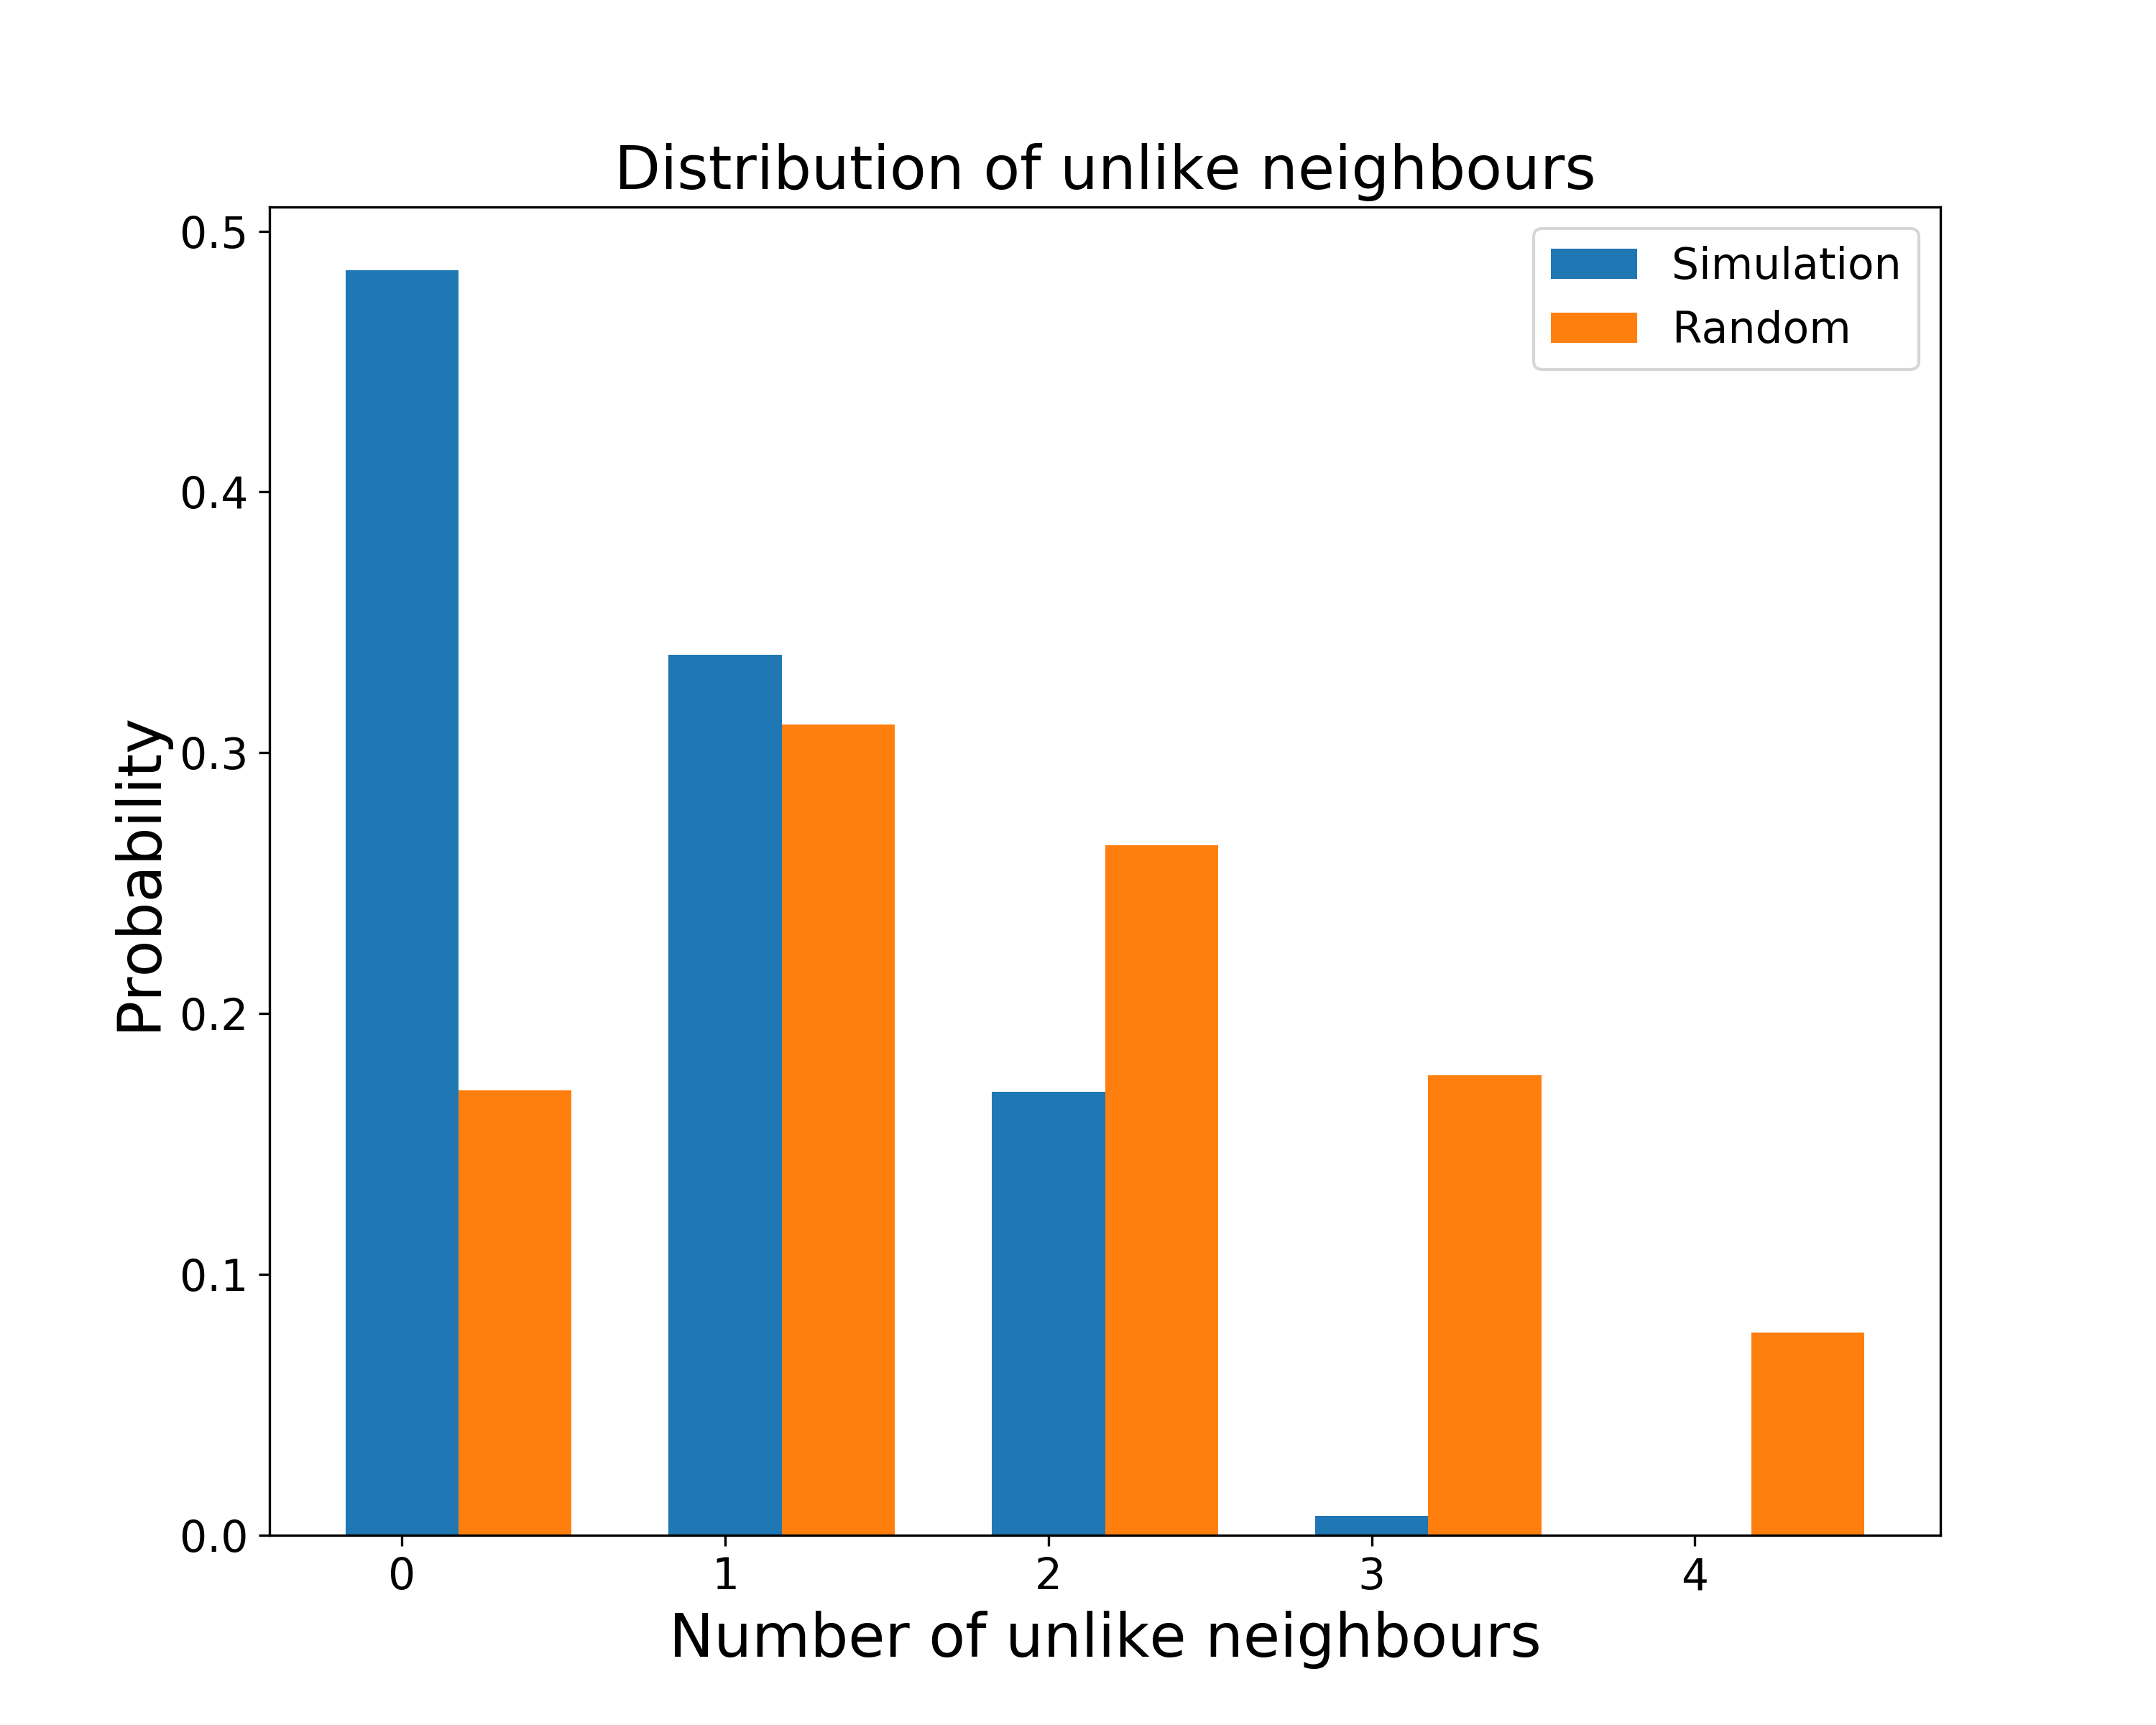 Distribution of unlike neighbours
Simulation
Random
0.5
0.4
0.3
0.2
0.1
0.0
Probability
0 1 2 3 4
Number of unlike neighbours